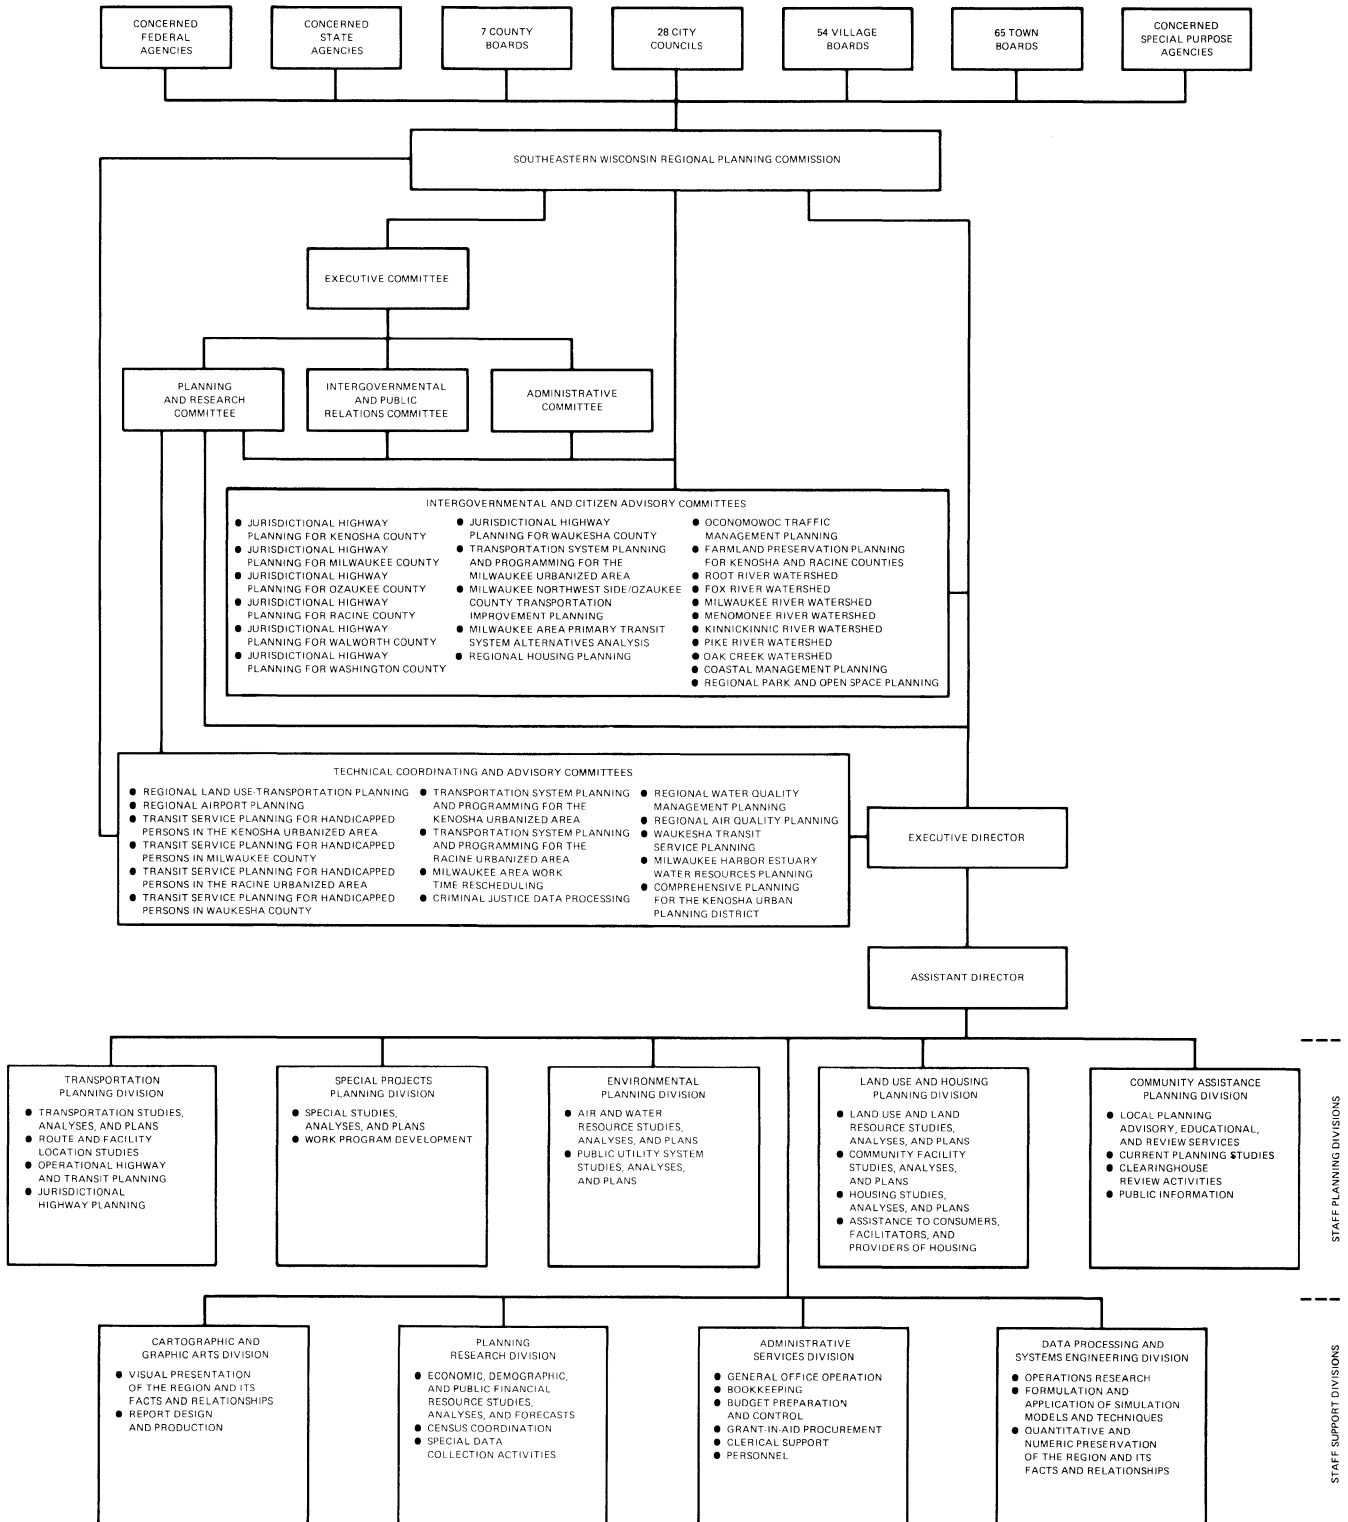 CONCERNED
FEDERAL
AGENCIES
CONCERNED
STATE
AGENCIES
7 COUNTY
BOARDS
28 CITY
COUNCILS
54 VILLAGE
BOARDS
65 TOWN
BOARDS
CONCERNED
SPECIAL PURPOSE
AGENCIES
SOUTHEASTERN WISCONSIN REGIONAL PLANNING COMMISSION
EXECUTIVE COMMITTEE
PLANNING
AND RESEARCH
COMMITTEE
INTERGOVERNMENTAL
AND PUBLIC
RELATIONS COMMITTEE
ADMINISTRATIVE
COMMITTEE
INTERGOVERNMENTAL AND CITIZEN ADVISORY COMMITTEES
● JURISDICTIONAL HIGHWAY
PLANNING FOR KENOSHA COUNTY
● JURISDICTIONAL HIGHWAY
PLANNING FOR MILWAUKEE COUNTY
● JURISDICTIONAL HIGHWAY
PLANNING FOR OZAUKEE COUNTY
● JURISDICTIONAL HIGHWAY
PLANNING FOR RACINE COUNTY
● JURISDICTIONAL HIGHWAY
PLANNING FOR WALWORTH COUNTY
● JURISDICTIONAL HIGHWAY
PLANNING FOR WASHINGTON COUNTY
● JURISDICTIONAL HIGHWAY
PLANNING FOR WAUKESHA COUNTY
● TRANSPORTATION SYSTEM PLANNING
AND PROGRAMMING FOR THE
MILWAUKEE URBANIZED AREA
● MILWAUKEE NORTHWEST SIDE/OZAUKEE
COUNTY TRANSPORTATION
IMPROVEMENT PLANNING
● MILWAUKEE AREA PRIMARY TRANSIT
SYSTEM ALTERNATIVES ANALYSIS
● REGIONAL HOUSING PLANNING
● OCONOMOWOC TRAFFIC
MANAGEMENT PLANNING
● FARMLAND PRESERVATION PLANNING
FOR KENOSHA AND RACINE COUNTIES
● ROOT RIVER WATERSHED
● FOX RIVER WATERSHED
● MILWAUKEE RIVER WATERSHED
● MENOMONEE RIVER WATERSHED
● KINNICKINNIC RIVER WATERSHED
● PIKE RIVER WATERSHED
● OAK CREEK WATERSHED
● COASTAL MANAGEMENT PLANNING
● REGIONAL PARK AND OPEN SPACE PLANNING
TECHNICAL COORDINATING AND ADVISORY COMMITTEES
● REGIONAL LAND USE-TRANSPORTATION PLANNING
● REGIONAL AIRPORT PLANNING
● TRANSIT SERVICE PLANNING FOR HANDICAPPED
PERSONS IN THE KENOSHA URBANIZED AREA
● TRANSIT SERVICE PLANNING FOR HANDICAPPED
PERSONS IN MILWAUKEE COUNTY
● TRANSIT SERVICE PLANNING FOR HANDICAPPED
PERSONS IN THE RACINE URBANIZED AREA
● TRANSIT SERVICE PLANNING FOR HANDICAPPED
PERSONS IN WAUKESHA COUNTY
● TRANSPORTATION SYSTEM PLANNING
AND PROGRAMMING FOR THE
KENOSHA URBANIZED AREA
● TRANSPORTATION SYSTEM PLANNING
AND PROGRAMMING FOR THE
RACINE URBANIZED AREA
● MILWAUKEE AREA WORK
TIME RESCHEDULING
● CRIMINAL JUSTICE DATA PROCESSING
● REGIONAL WATER QUALITY
MANAGEMENT PLANNING
● REGIONAL AIR QUALITY PLANNING
● WAUKESHA TRANSIT
SERVICE PLANNING
● MILWAUKEE HARBOR ESTUARY
WATER RESOURCES PLANNING
● COMPREHENSIVE PLANNING
FOR THE KENOSHA URBAN
PLANNING DISTRICT
EXECUTIVE DIRECTOR
ASSISTANT DIRECTOR
TRANSPORTATION
PLANNING DIVISION
● TRANSPORTATION STUDIES,
ANALYSES, AND PLANS
● ROUTE AND FACILITY
LOCATION STUDIES
● OPERATIONAL HIGHWAY
AND TRANSIT PLANNING
● JURISDICTIONAL
HIGHWAY PLANNING
SPECIAL PROJECTS
PLANNING DIVISION
● SPECIAL STUDIES,
ANALYSES, AND PLANS
● WORK PROGRAM DEVELOPMENT
ENVIRONMENTAL
PLANNING DIVISION
● AIR AND WATER
RESOURCE STUDIES,
ANALYSES, AND PLANS
● PUBLIC UTILITY SYSTEM
STUDIES, ANALYSES,
AND PLANS
LAND USE AND HOUSING
PLANNING DIVISION
● LAND USE AND LAND
RESOURCE STUDIES,
ANALYSES, AND PLANS
● COMMUNITY FACILITY
STUDIES, ANALYSES,
AND PLANS
● HOUSING STUDIES,
ANALYSES, AND PLANS
● ASSISTANCE TO CONSUMERS,
FACILITATORS, AND
PROVIDERS OF HOUSING
COMMUNITY ASSISTANCE
PLANNING DIVISION
● LOCAL PLANNING
ADVISORY, EDUCATIONAL,
AND REVIEW SERVICES
● CURRENT PLANNING STUDIES
● CLEARINGHOUSE
REVIEW ACTIVITIES
● PUBLIC INFORMATION
STAFF PLANNING DIVISIONS
CARTOGRAPHIC AND
GRAPHIC ARTS DIVISION
● VISUAL PRESENTATION
OF THE REGION AND ITS
FACTS AND RELATIONSHIPS
● REPORT DESIGN
AND PRODUCTION
PLANNING
RESEARCH DIVISION
● ECONOMIC, DEMOGRAPHIC,
AND PUBLIC FINANCIAL
RESOURCE STUDIES,
ANALYSES, AND FORECASTS
● CENSUS COORDINATION
● SPECIAL DATA
COLLECTION ACTIVITIES
ADMINISTRATIVE
SERVICES DIVISION
● GENERAL OFFICE OPERATION
● BOOKKEEPING
● BUDGET PREPARATION
AND CONTROL
● GRANT-IN-AID PROCUREMENT
● CLERICAL SUPPORT
● PERSONNEL
DATA PROCESSING AND
SYSTEMS ENGINEERING DIVISION
● OPERATIONS RESEARCH
● FORMULATION AND
APPLICATION OF SIMULATION
MODELS AND TECHNIQUES
● QUANTITATIVE AND
NUMERIC PRESERVATION
OF THE REGION AND ITS
FACTS AND RELATIONSHIPS
STAFF SUPPORT DIVISIONS